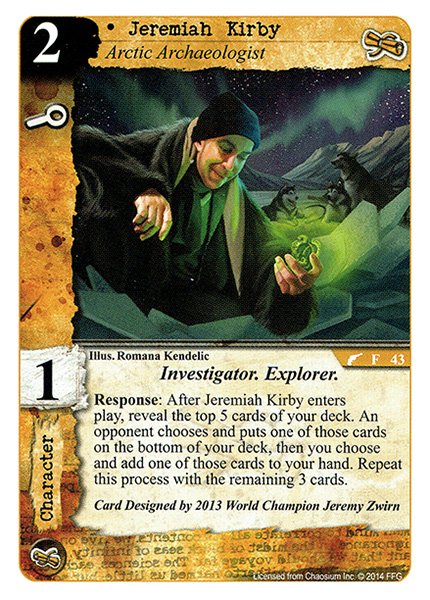 2
• Jeremiah Kirby
Arctic Archaeologist
Illus. Romana Kendelic
F 43
1
Investigator. Explorer.
Response: After Jeremiah Kirby enters
play, reveal the top 5 cards of your deck. An
opponent chooses and puts one of those cards
on the bottom of your deck, then you choose
and add one of those cards to your hand. Repeat
this process with the remaining 3 cards.
Card Designed by 2013 World Champion Jeremy Zwirn
Character
Licensed from Chaosium Inc. © 2014 FFG